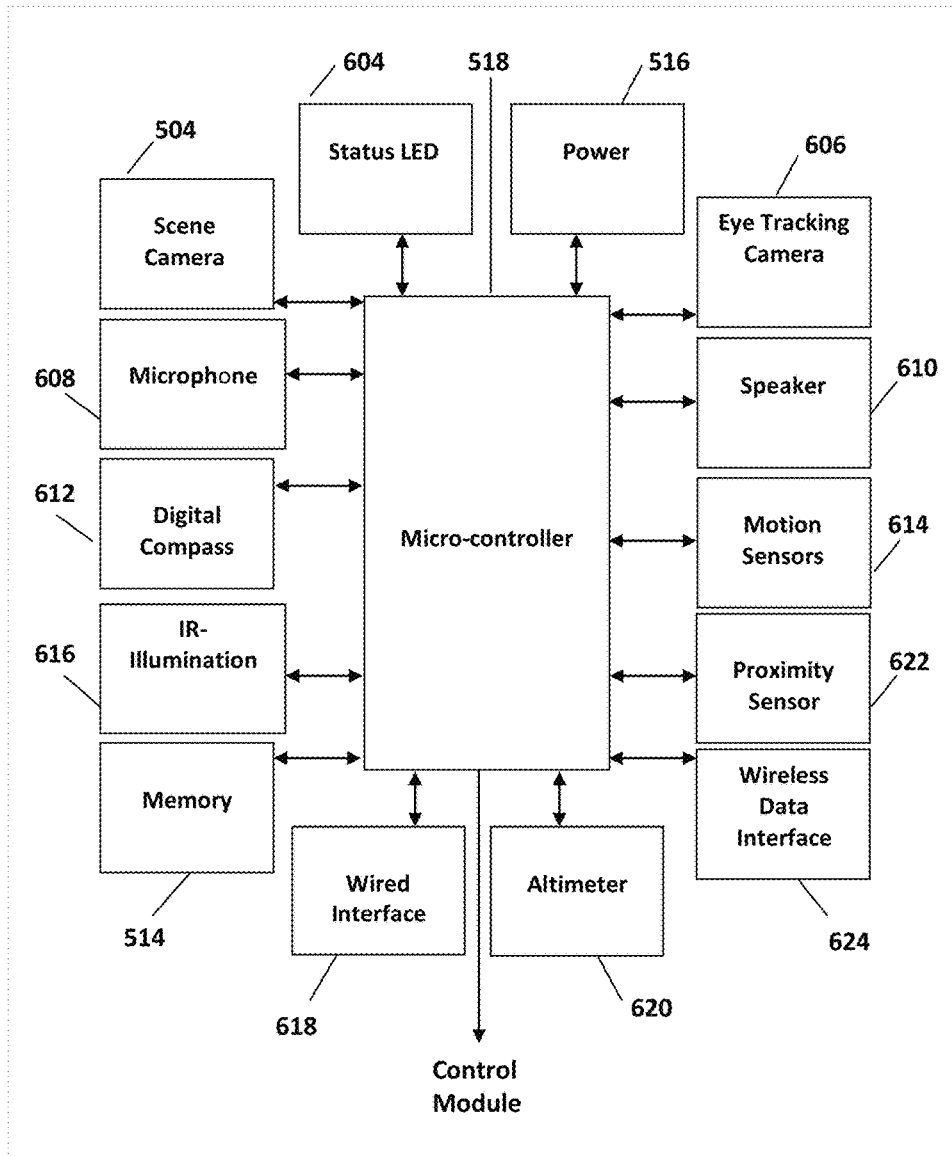 604
518
516
504
Status LED
Power
606
Scene
Camera
Eye Tracking
Camera
608
Microphone
Speaker
610
612
Digital
Compass
Micro-controller
Motion
Sensors
614
616
IR-
Illumination
Proximity
Sensor
622
Memory
Wireless
Data
Interface
514
Wired
Interface
Altimeter
624
618
620
Control
Module